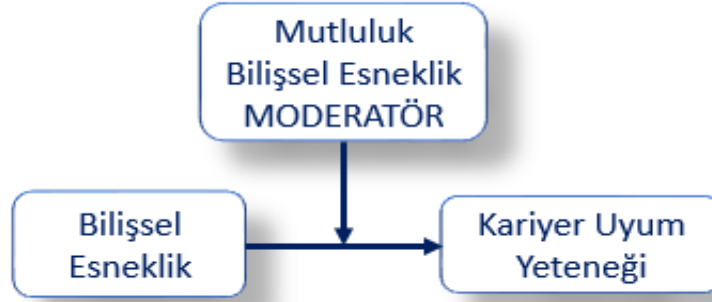 Mutluluk
Bilişsel Esneklik
MODERATÖR
Bilişsel
Esneklik
Kariyer Uyum
Yeteneği